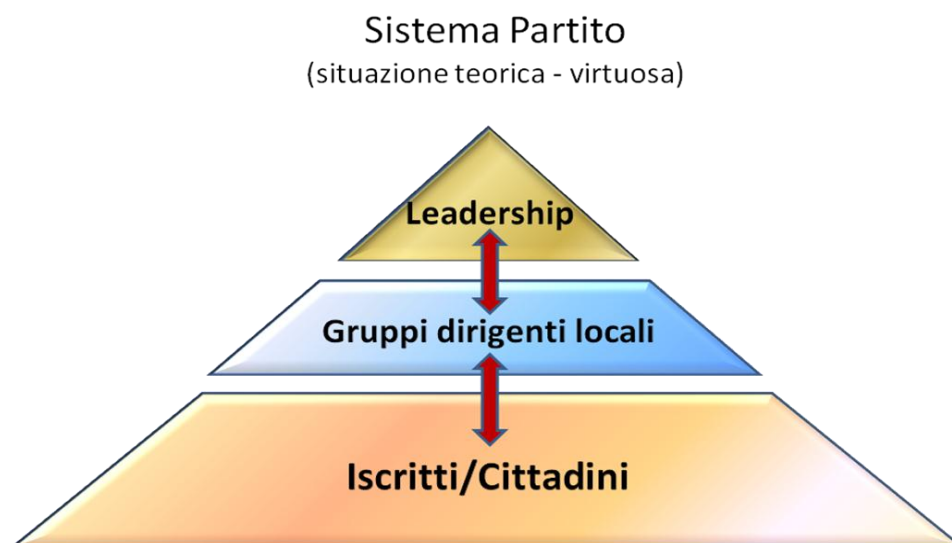 Sistema Partito
(situazione teorica - virtuosa)
Leadership
Gruppi dirigenti locali
Iscritti/Cittadini